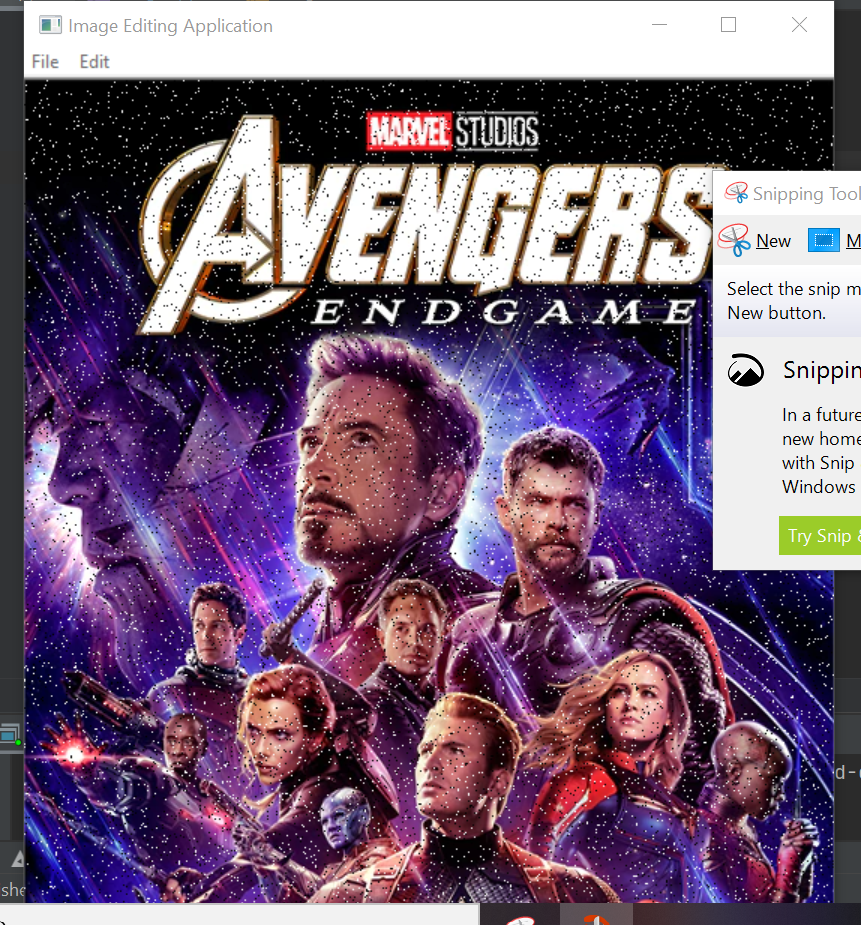 Image Editing Application
File Edit
MARVEL STUDIOS
AVENGERS
ENDGAME
Snipping Tool
New M
Select the snip m
New button.
Snippin
In a future
new home
with Snip
Windows
Try Snip &
d-
she